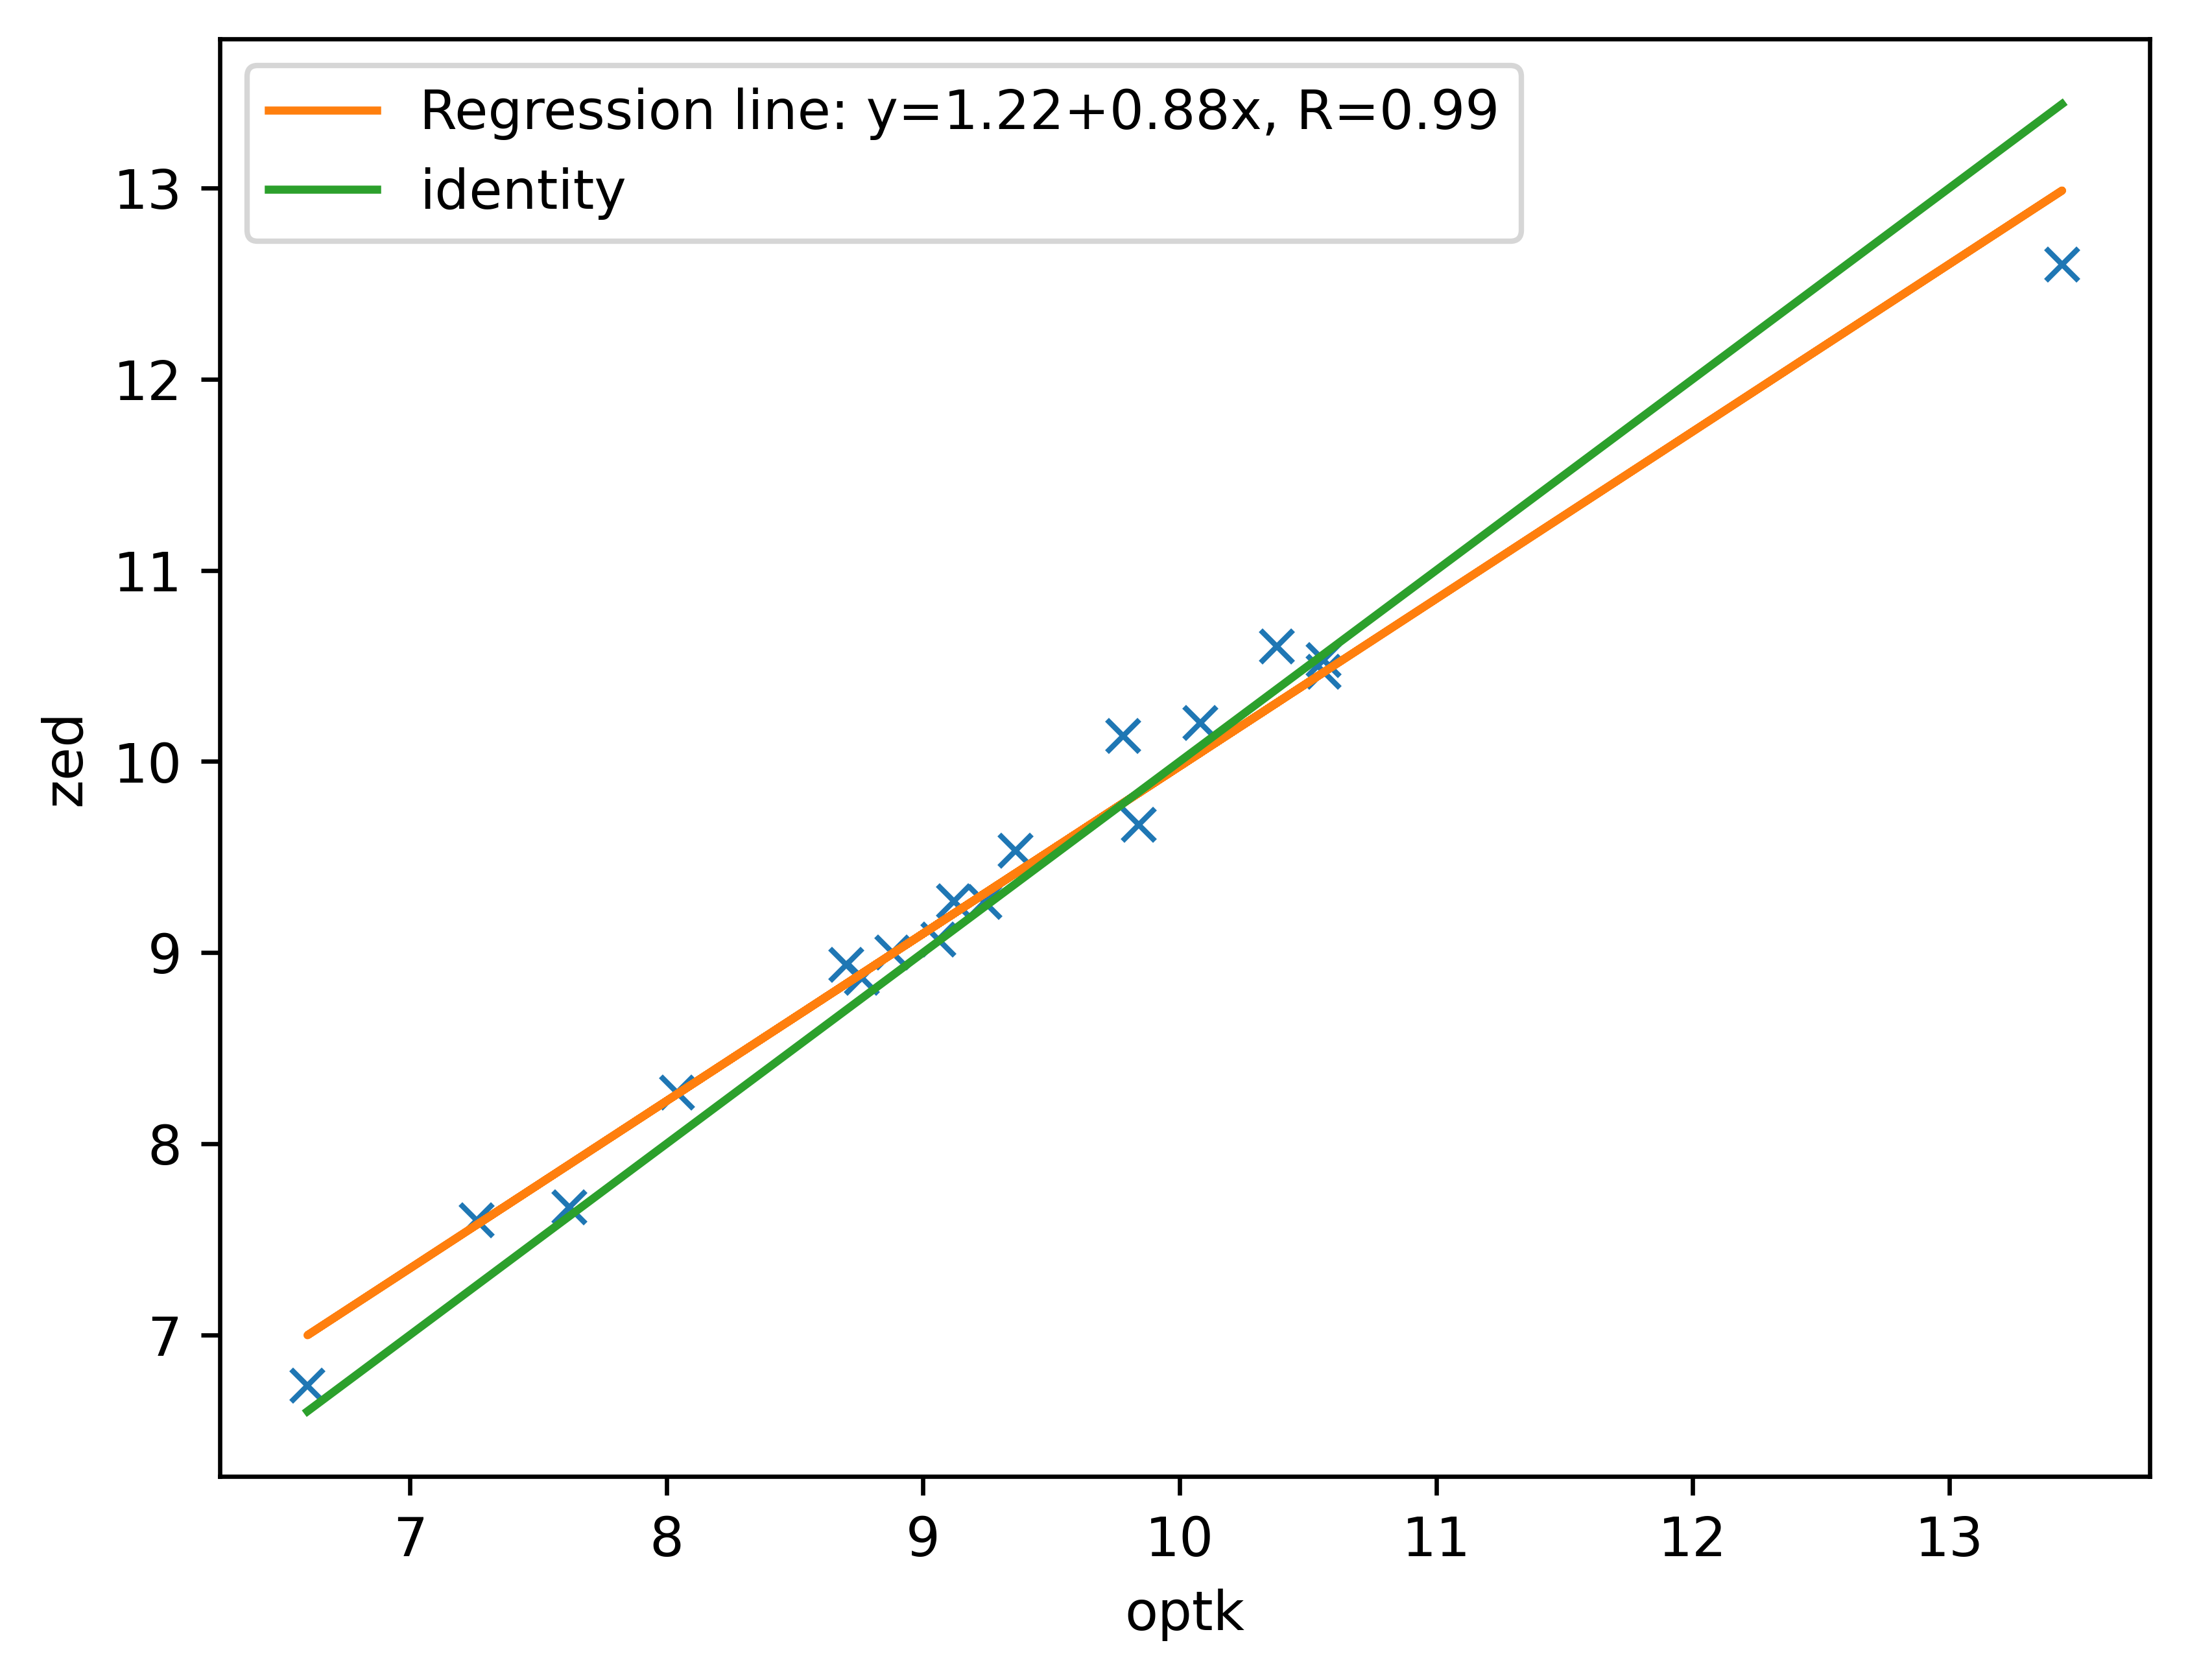 Regression line: y=1.22+0.88x, R=0.99
identity
13
12
11
10
9
8
7
zed
7 8 9 10 11 12 13
optk